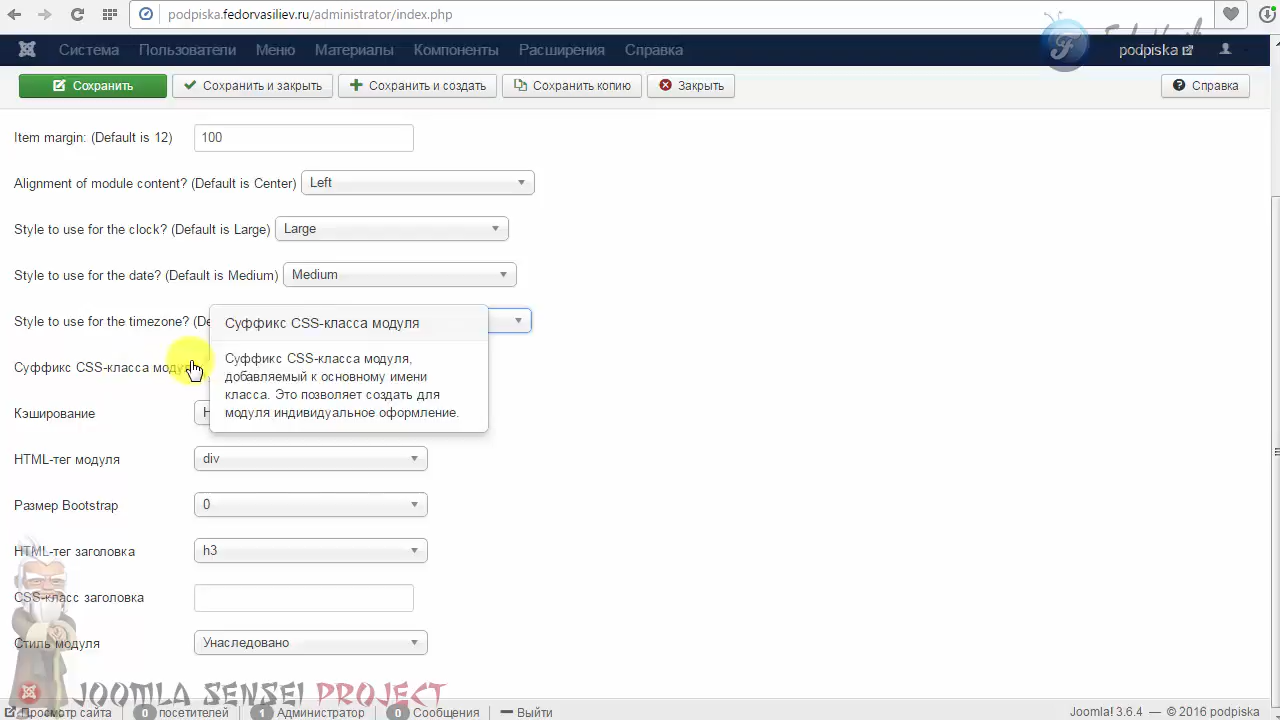 podpiska.fedorvasiliev.ru/administrator/index.php
Система Пользователи Меню Материалы Компоненты Расширения Справка podpiska
Сохранить Сохранить и закрыть Сохранить и создать Сохранить копию Закрыть Справка
Item margin: (Default is 12) 100
Alignment of module content? (Default is Center) Left
Style to use for the clock? (Default is Large) Large
Style to use for the date? (Default is Medium) Medium
Style to use for the timezone? (De
Суффикс CSS-класса модуля
Суффикс CSS-класса модуля,
добавляемый к основному имени
класса. Это позволяет создать для
модуля индивидуальное оформление.
Суффикс CSS-класса моду
Кэширование
HTML-тег модуля div
Размер Bootstrap 0
HTML-тег заголовка h3
CSS-класс заголовка
Стиль модуля Унаследовано
JOOMLA SENSEI PROJECT
Просмотр сайта 0 посетителей 1 Администратор 0 Сообщения Выйти Joomla! 3.6.4 — © 2016 podpiska